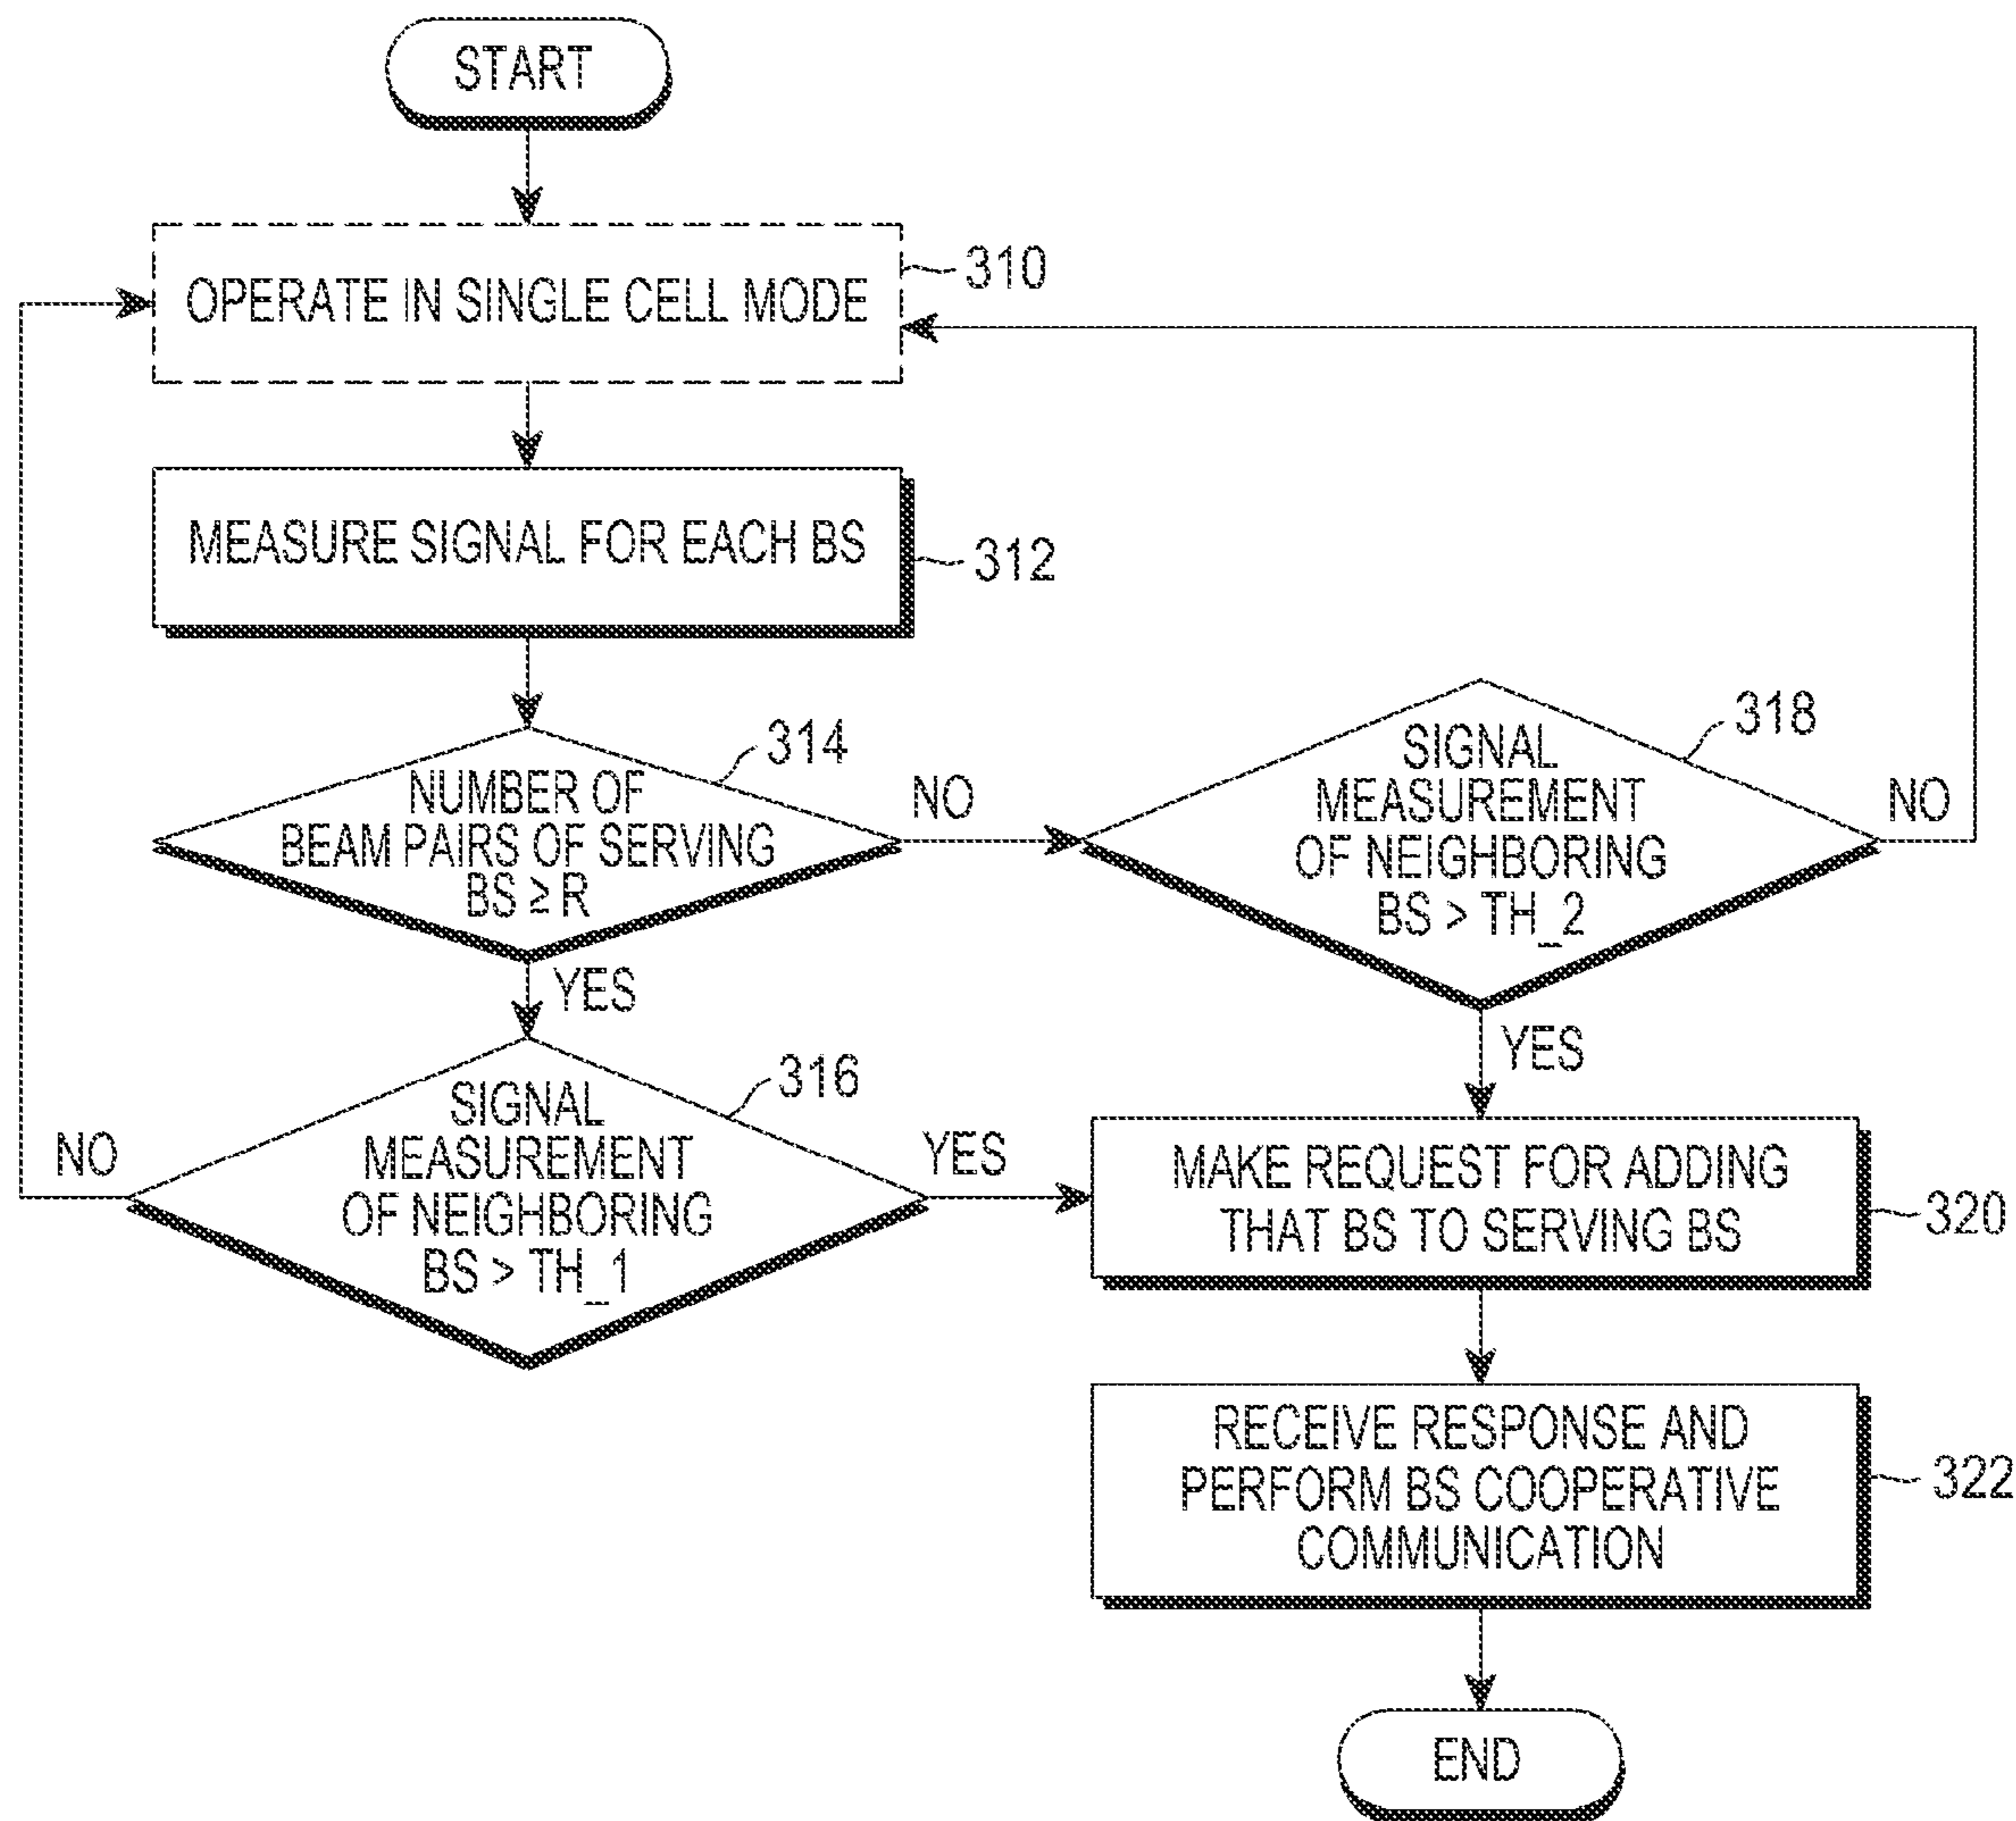 START
OPERATE IN SINGLE CELL MODE
310
MEASURE SIGNAL FOR EACH BS
312
314
NUMBER OF
BEAM PAIRS OF SERVING
BS ≥ R
NO
YES
318
SIGNAL
MEASUREMENT
OF NEIGHBORING
BS > TH_2
NO
YES
316
SIGNAL
MEASUREMENT
OF NEIGHBORING
BS > TH_1
NO
YES
MAKE REQUEST FOR ADDING
THAT BS TO SERVING BS
320
RECEIVE RESPONSE AND
PERFORM BS COOPERATIVE
COMMUNICATION
322
END